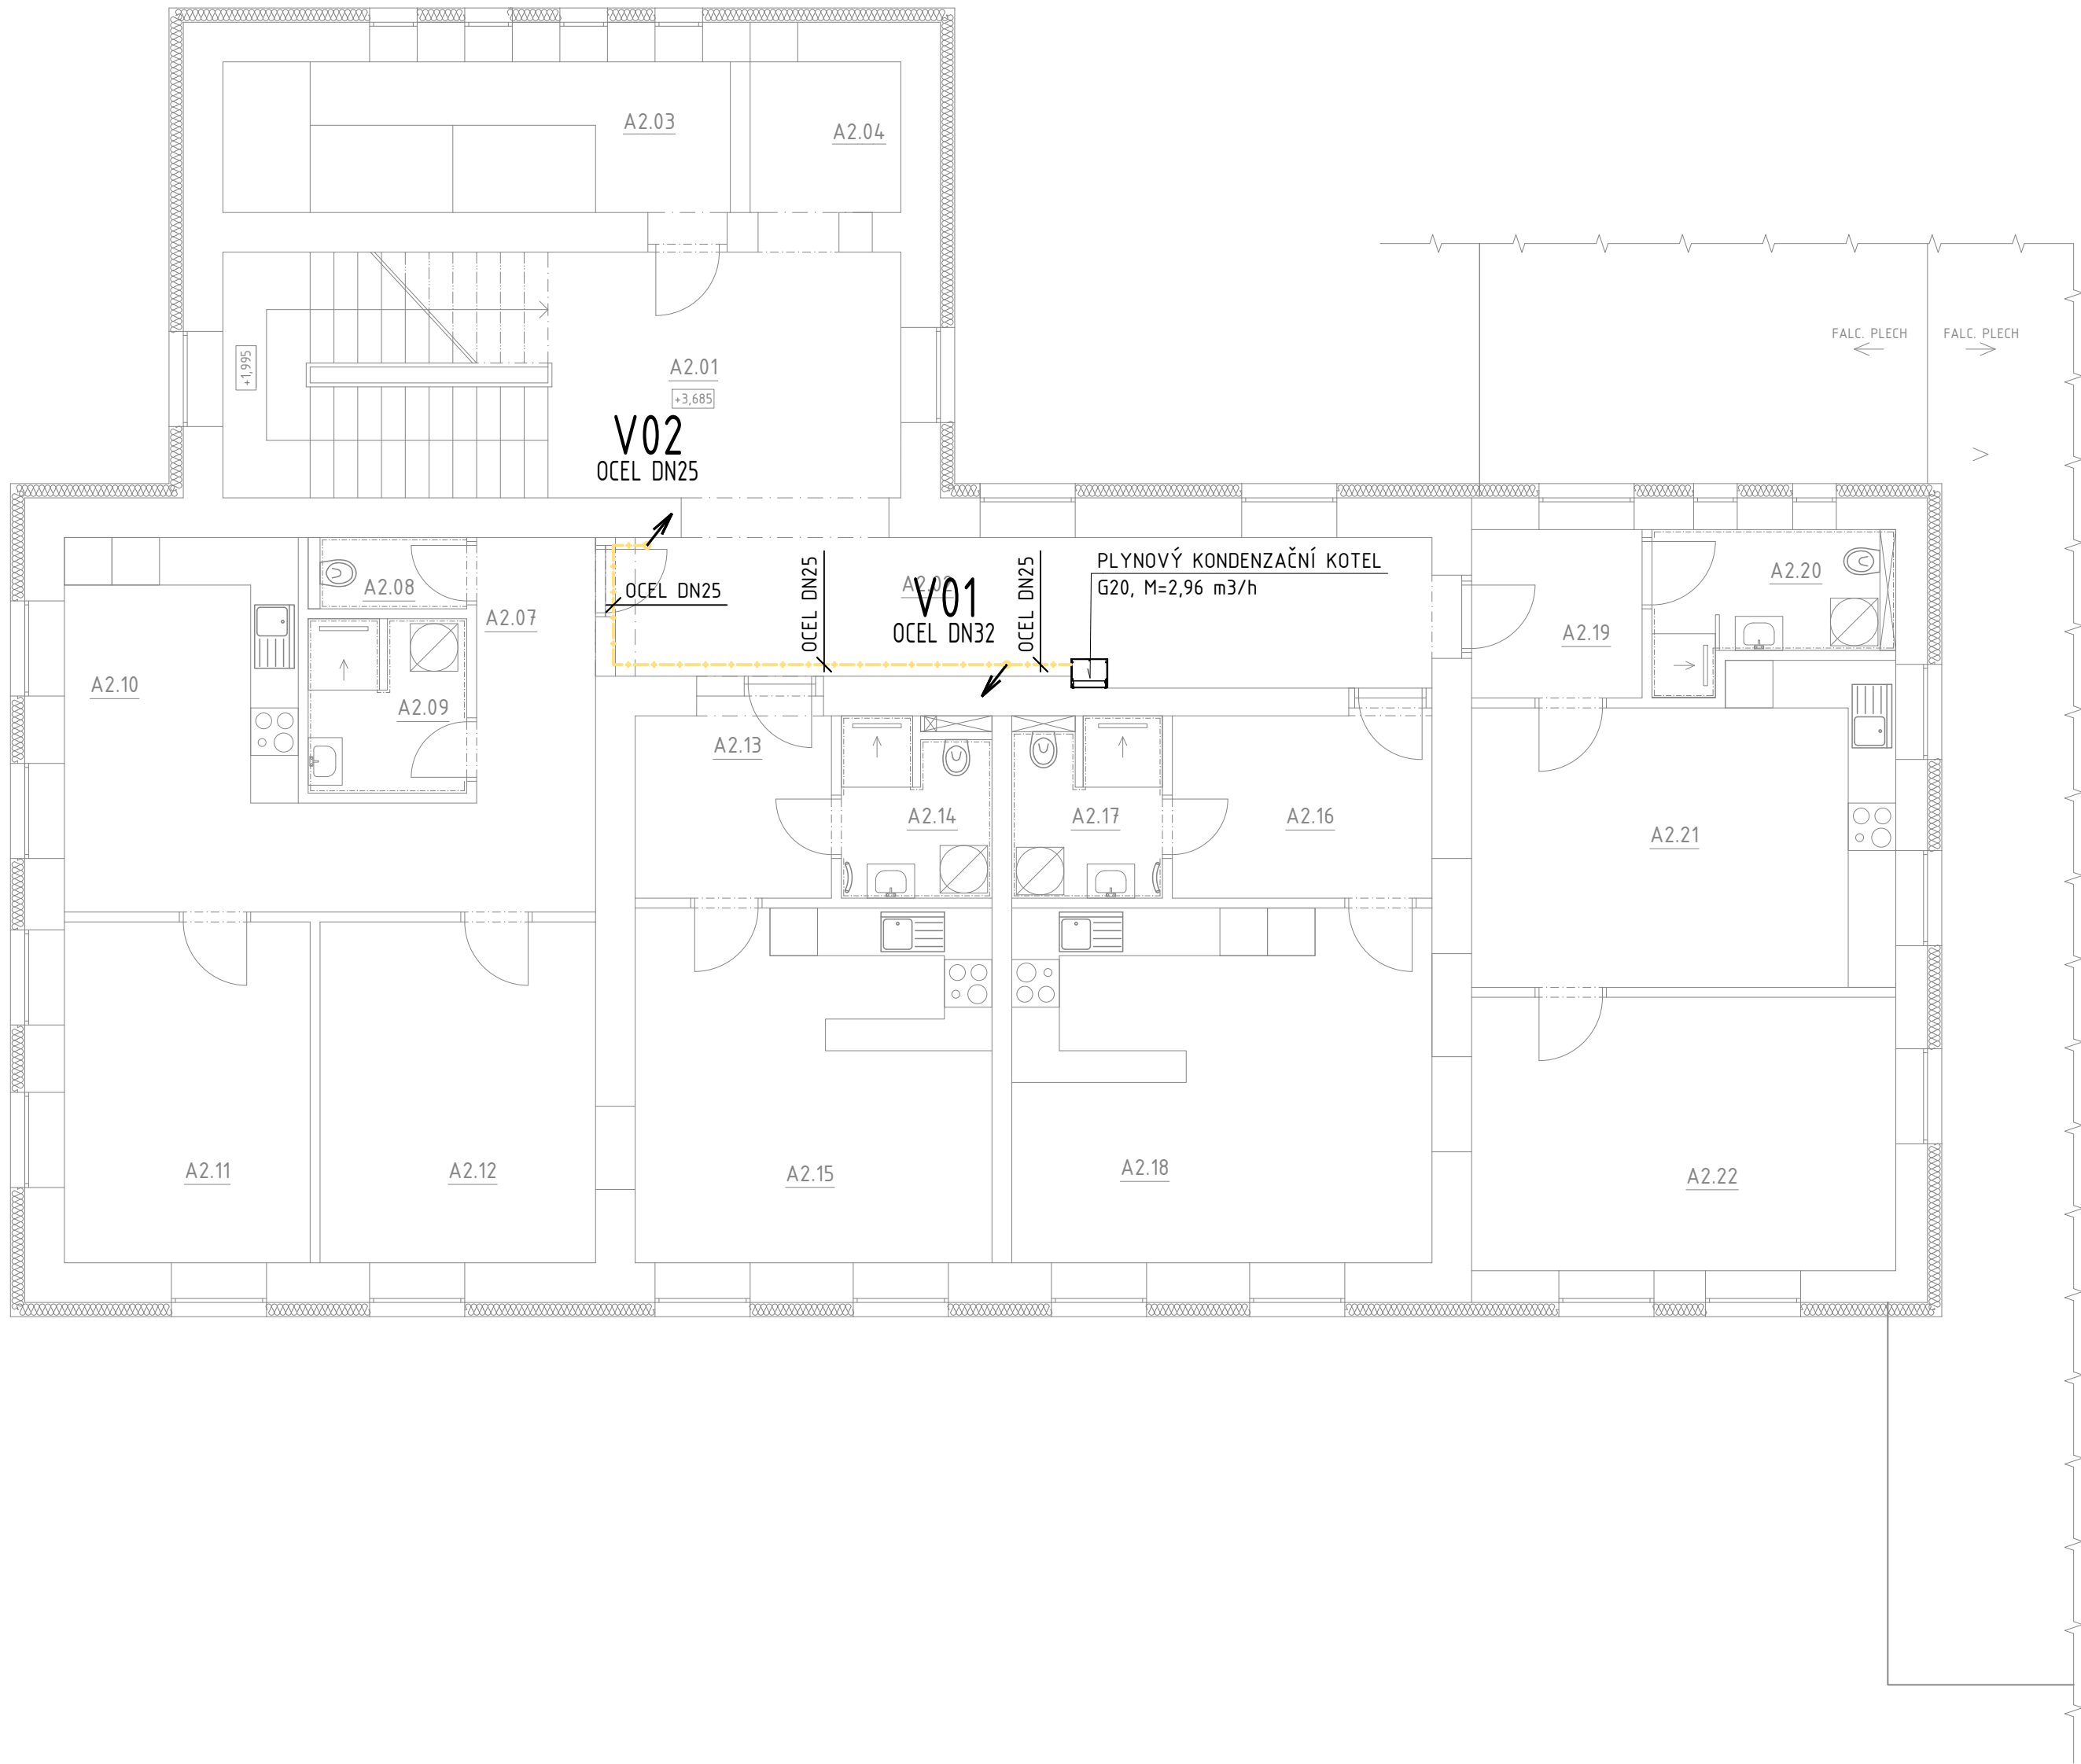 A2.03
A2.04
FALC. PLECH
FALC. PLECH
+1,995
A2.01
+3,685
V02
OCEL DN25
A2.08
A2.07
OCEL DN25
OCEL DN25
A2.02
V01
OCEL DN32
OCEL DN25
PLYNOVÝ KONDENZAČNÍ KOTEL
G20, M=2,96 m3/h
A2.20
A2.19
A2.10
A2.09
A2.13
A2.14
A2.17
A2.16
A2.21
A2.11
A2.12
A2.15
A2.18
A2.22